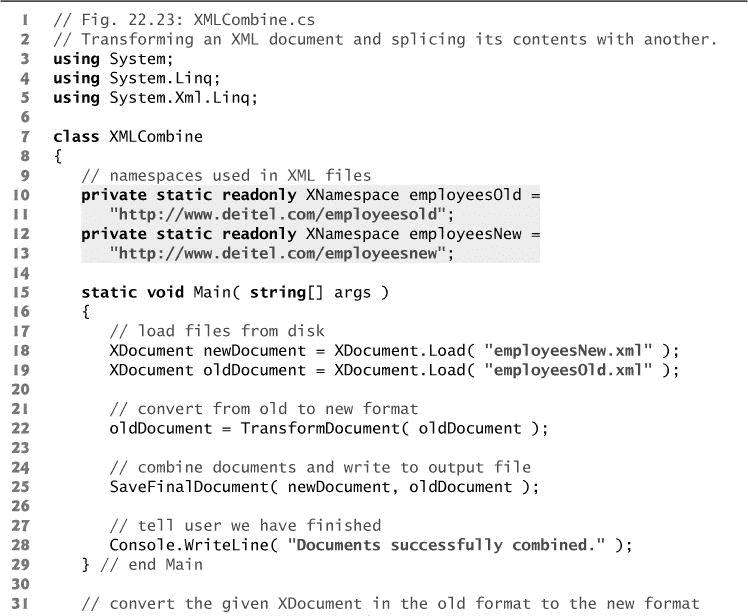 1 // Fig. 22.23: XMLCombine.cs
2 // Transforming an XML document and splicing its contents with another.
3 using System;
4 using System.Linq;
5 using System.Xml.Linq;
6
7 class XMLCombine
8 {
9 // namespaces used in XML files
10 private static readonly XNamespace employeesOld =
11 "http://www.deitel.com/employeesold";
12 private static readonly XNamespace employeesNew =
13 "http://www.deitel.com/employeesnew";
14
15 static void Main( string[] args )
16 {
17 // load files from disk
18 XDocument newDocument = XDocument.Load( "employeesNew.xml" );
19 XDocument oldDocument = XDocument.Load( "employeesOld.xml" );
20
21 // convert from old to new format
22 oldDocument = TransformDocument( oldDocument );
23
24 // combine documents and write to output file
25 SaveFinalDocument( newDocument, oldDocument );
26
27 // tell user we have finished
28 Console.WriteLine( "Documents successfully combined." );
29 } // end Main
30
31 // convert the given XDocument in the old format to the new format